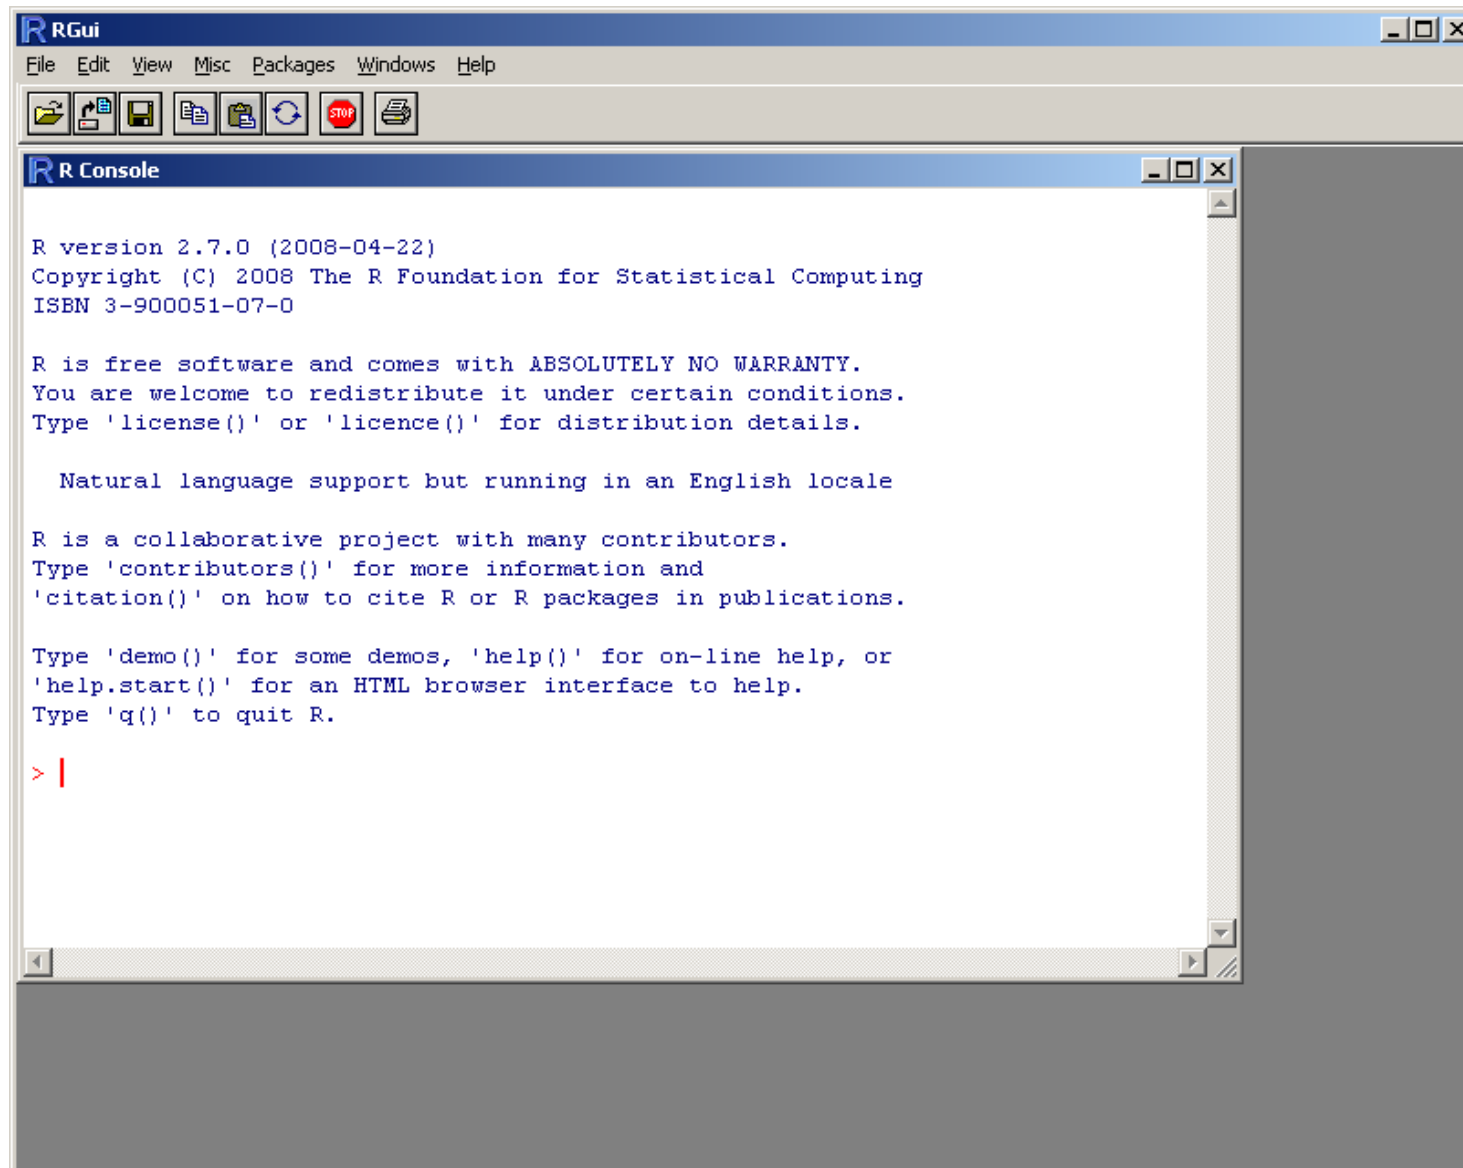 RGui
File Edit View Misc Packages Windows Help
STOP
R Console
R version 2.7.0 (2008-04-22)
Copyright (C) 2008 The R Foundation for Statistical Computing
ISBN 3-900051-07-0
R is free software and comes with ABSOLUTELY NO WARRANTY.
You are welcome to redistribute it under certain conditions.
Type 'license()' or 'licence()' for distribution details.
Natural language support but running in an English locale
R is a collaborative project with many contributors.
Type 'contributors()' for more information and
'citation()' on how to cite R or R packages in publications.
Type 'demo()' for some demos, 'help()' for on-line help, or
'help.start()' for an HTML browser interface to help.
Type 'q()' to quit R.
>